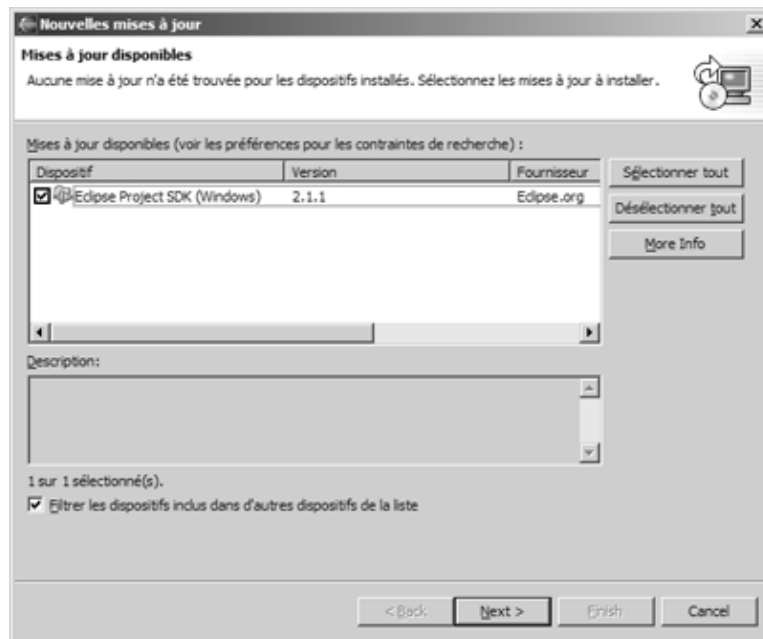 Nouvelles mises à jour
Mises à jour disponibles
Aucune mise à jour n'a été trouvée pour les dispositifs installés. Sélectionnez les mises à jour à installer.
Mises à jour disponibles (voir les préférences pour les contraintes de recherche) :
Dispositif Version Fournisseur
Sélectionner tout
Eclipse Project SDK (Windows) 2.1.1 Eclipse.org
Désélectionner tout
More Info
Description:
1 sur 1 sélectionné(s).
Filtrer les dispositifs inclus dans d'autres dispositifs de la liste
< Back Next > Finish Cancel